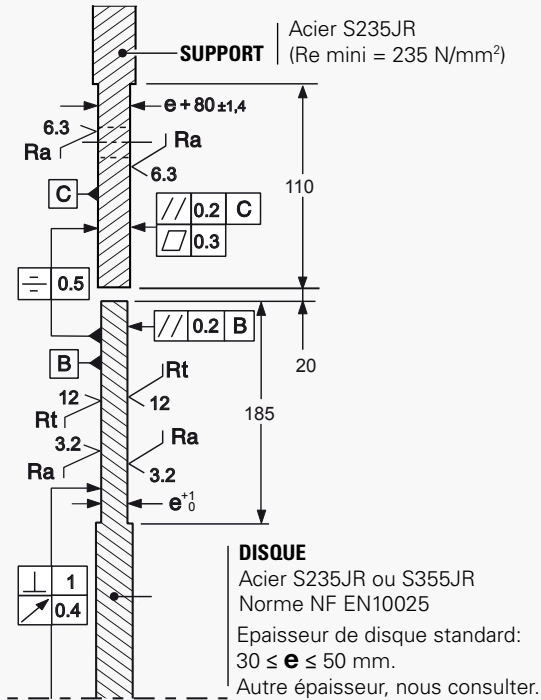 Acier S235JR
SUPPORT (Re mini = 235 N/mm²)
e + 80 ±1,4
6.3
Ra
Ra
6.3
110
C
// 0.2 C
0.3
0.5
// 0.2 B
20
B
Rt
12
12
Rt
185
3.2
Ra
Ra
3.2
e +1 0
DISQUE
1
Acier S235JR ou S355JR
0.4
Norme NF EN10025
Epaisseur de disque standard:
30 ≤ e ≤ 50 mm.
Autre épaisseur, nous consulter.